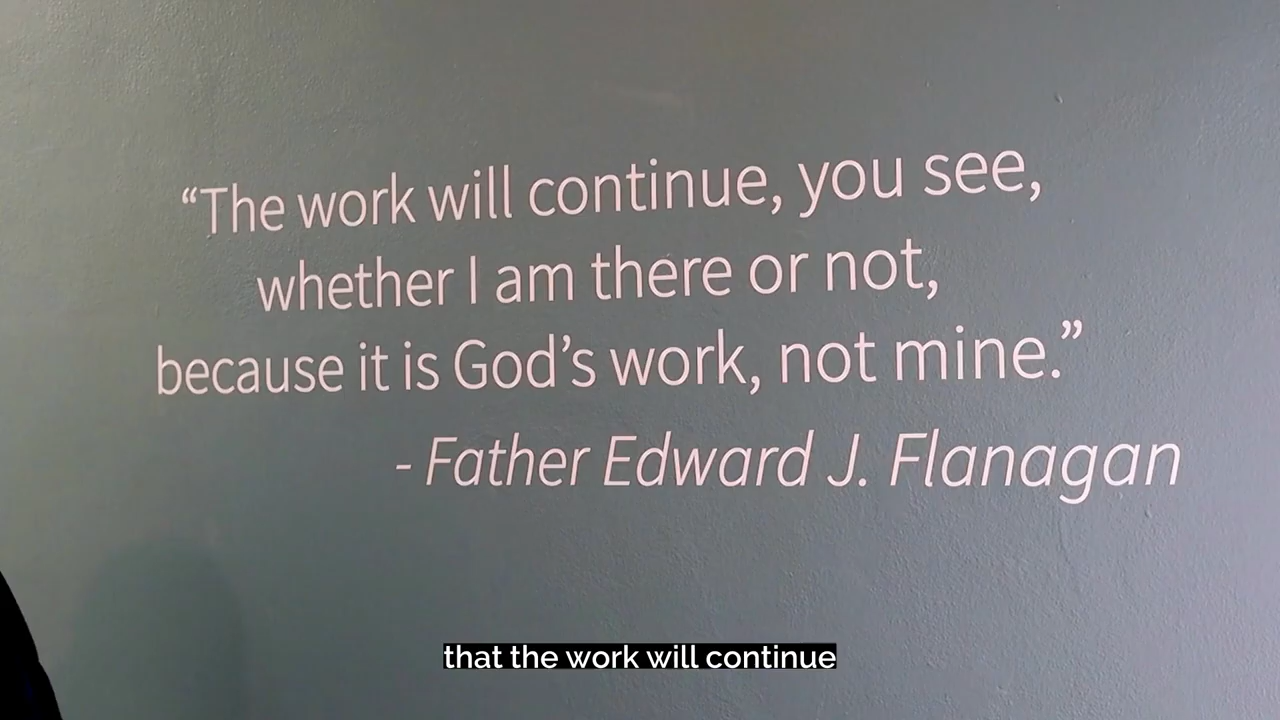 “The work will continue, you see,
whether I am there or not,
because it is God’s work, not mine.”
- Father Edward J. Flanagan
that the work will continue